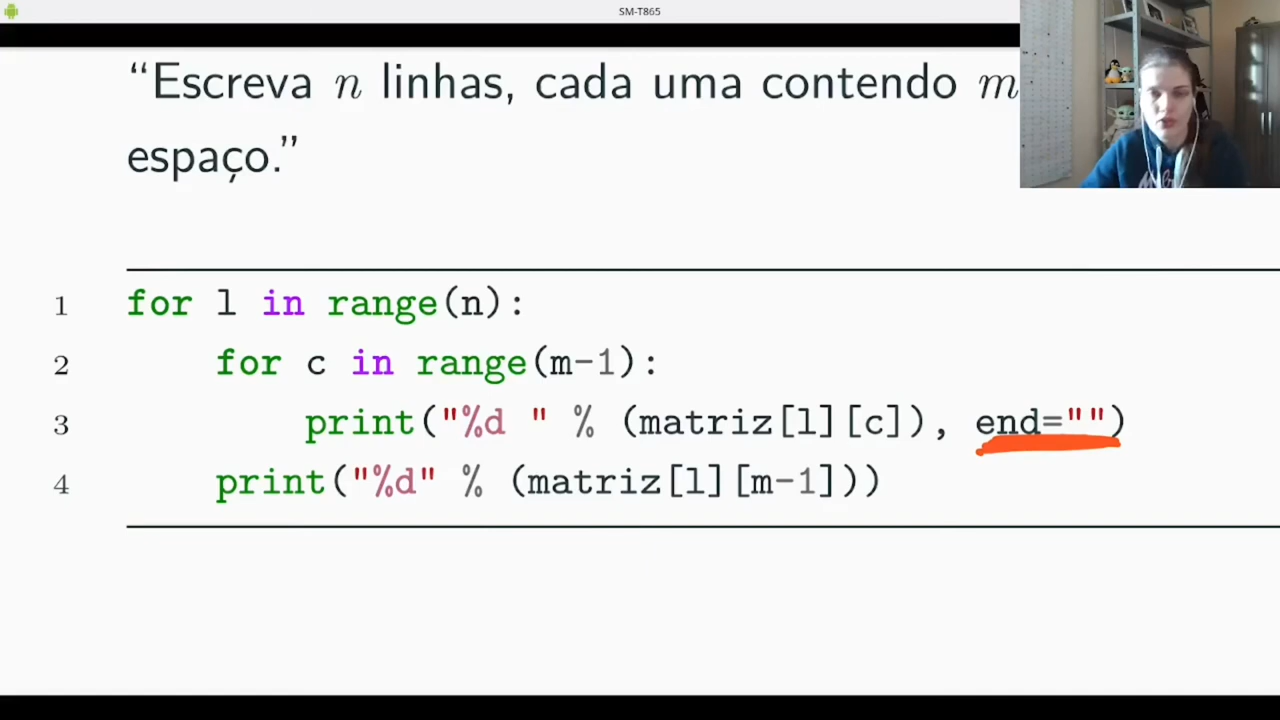 SM-T865
“Escreva n linhas, cada uma contendo m
espaço.”
1 for l in range(n):
2 for c in range(m-1):
3 print("%d " % (matriz[l][c]), end="")
4 print("%d" % (matriz[l][m-1]))